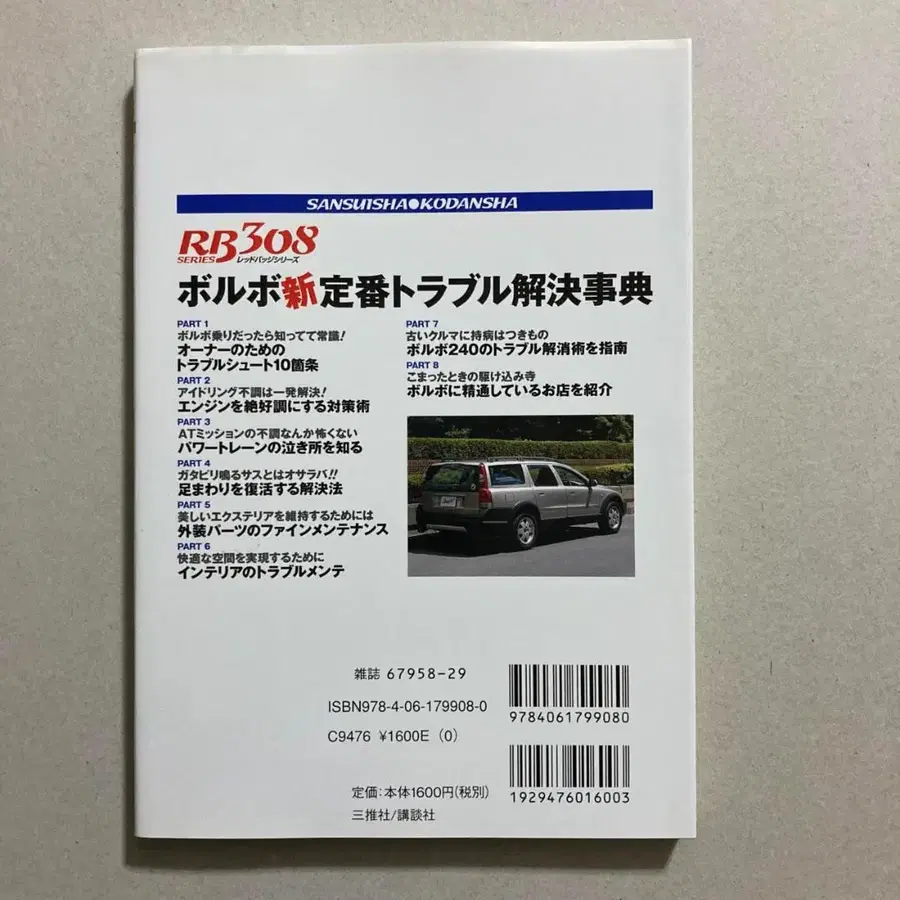 SANSUISHA●KODANSHA
RB308
SERIES レッドバッジシリーズ
ボルボ新定番トラブル解決事典
PART 1
ボルボ乗りだったら知ってて常識!
オーナーのための
トラブルシュート10箇条
PART 2
アイドリング不調は一発解決!
エンジンを絶好調にする対策術
PART 3
ATミッションの不調なんか怖くない
パワートレーンの泣き所を知る
PART 4
ガタピリ鳴るサスとはオサラバ!!
足まわりを復活する解決法
PART 5
美しいエクステリアを維持するためには
外装パーツのファインメンテナンス
PART 6
快適な空間を実現するために
インテリアのトラブルメンテ
PART 7
古いクルマに持病はつきもの
ボルボ240のトラブル解消術を指南
PART 8
こまったときの駆け込み寺
ボルボに精通しているお店を紹介
雑誌 67958-29
ISBN978-4-06-179908-0
C9476 ¥1600E (0)
定価:本体1600円(税別)
三推社/講談社
9784061799080
1929476016003